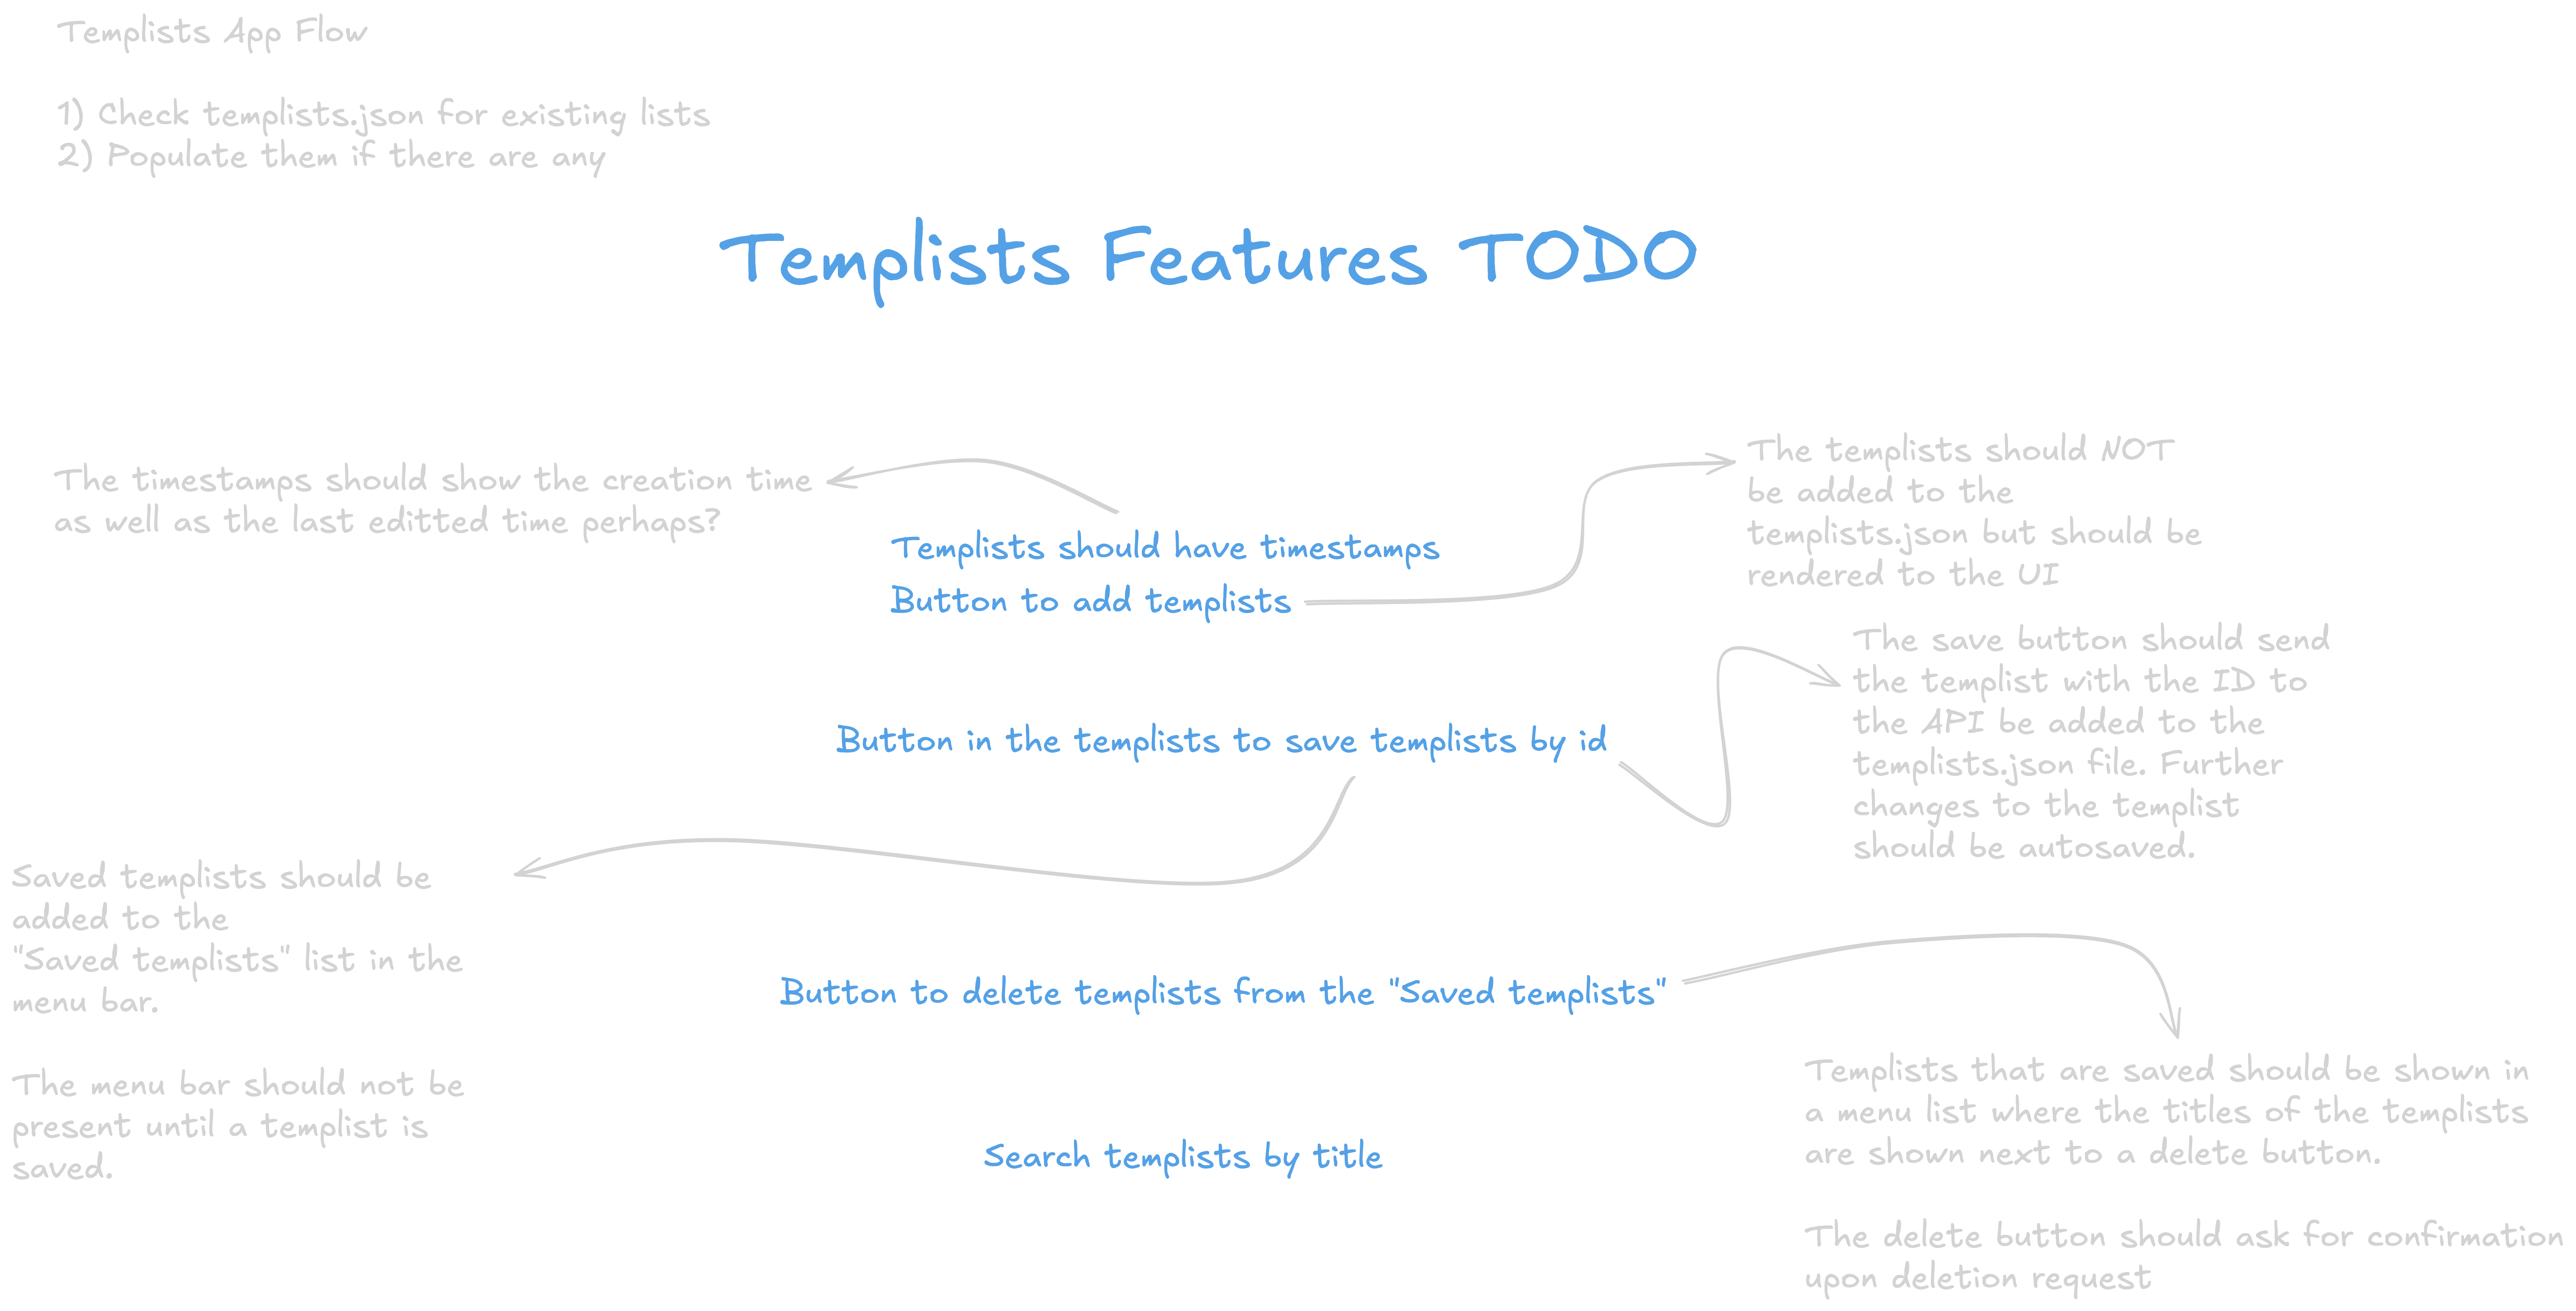 Templists App Flow
1) Check templists.json for existing lists
2) Populate them if there are any
Templists Features TODO
The timestamps should show the creation time
as well as the last editted time perhaps?
Templists should have timestamps
Button to add templists
The templists should NOT
be added to the
templists.json but should be
rendered to the UI
The save button should send
the templist with the ID to
the API be added to the
templists.json file. Further
changes to the templist
should be autosaved.
Button in the templists to save templists by id
Saved templists should be
added to the
"Saved templists" list in the
menu bar.
The menu bar should not be
present until a templist is
saved.
Button to delete templists from the "Saved templists"
Templists that are saved should be shown in
a menu list where the titles of the templists
are shown next to a delete button.
The delete button should ask for confirmation
upon deletion request
Search templists by title